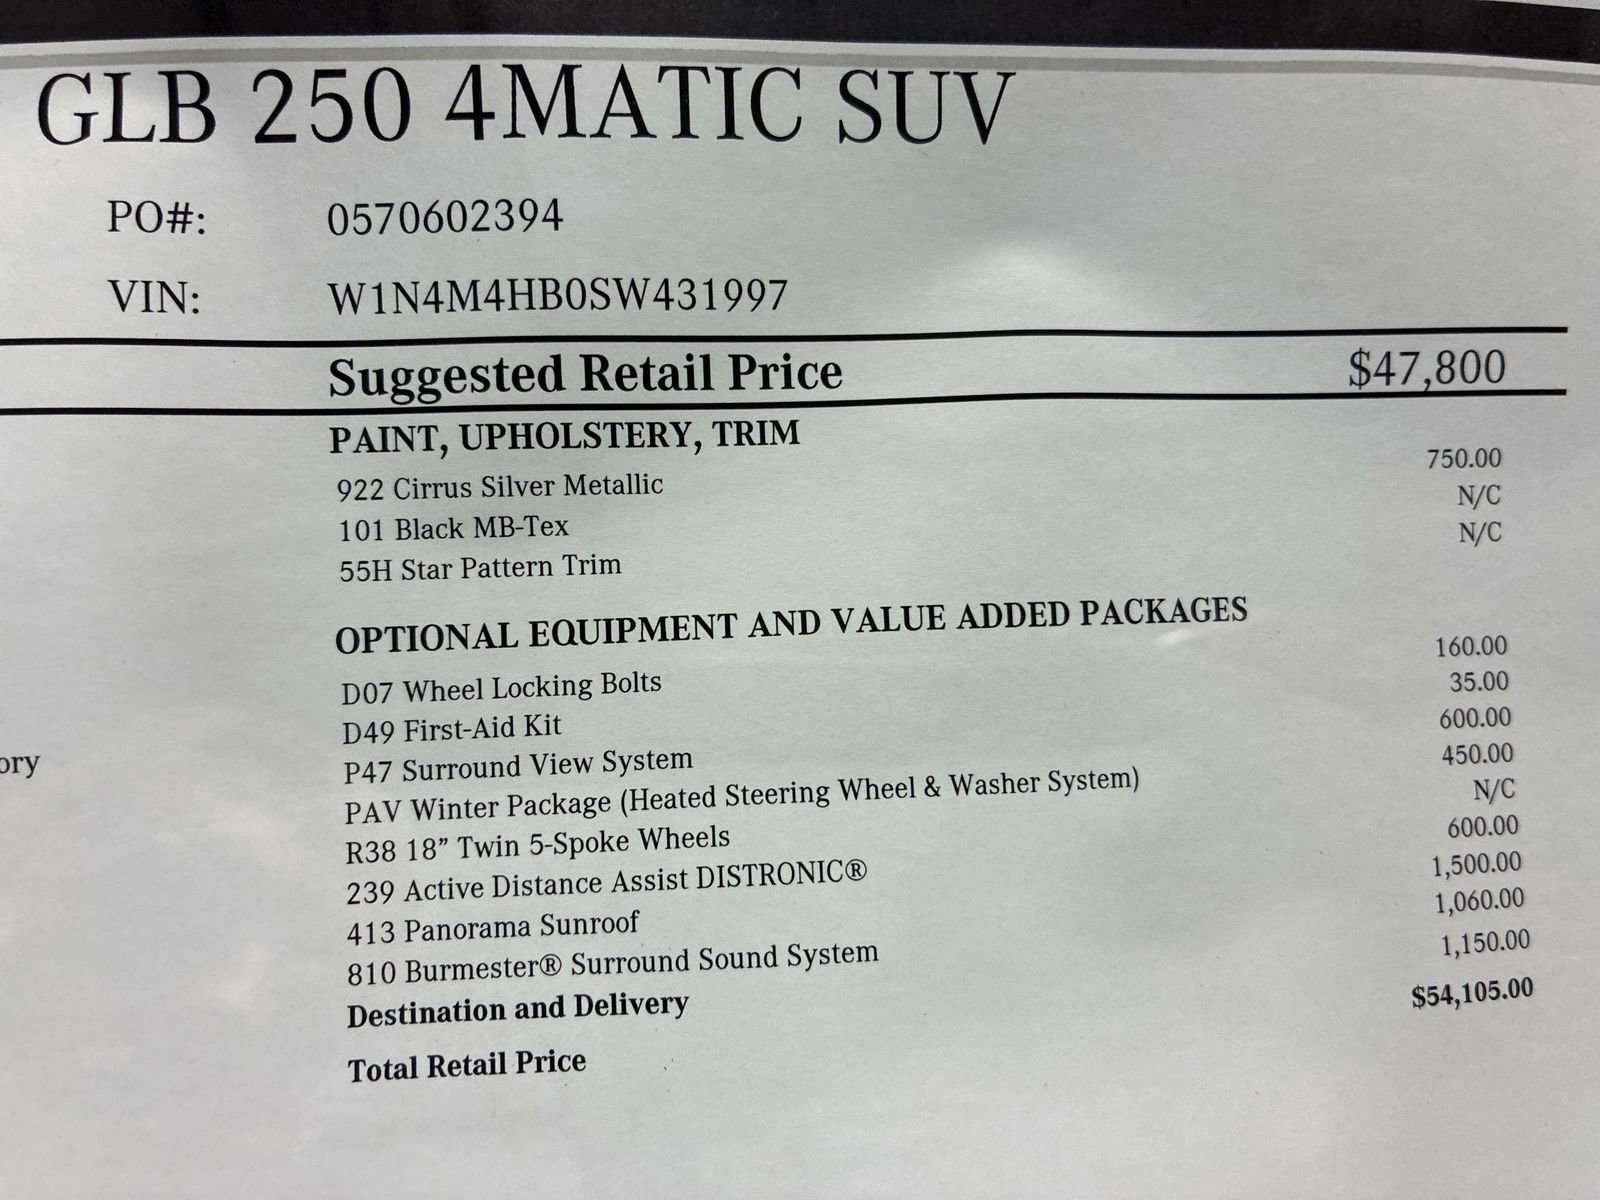 GLB 250 4MATIC SUV
PO#: 0570602394
VIN: W1N4M4HB0SW431997
Suggested Retail Price $47,800
PAINT, UPHOLSTERY, TRIM
922 Cirrus Silver Metallic 750.00
101 Black MB-Tex N/C
55H Star Pattern Trim N/C
OPTIONAL EQUIPMENT AND VALUE ADDED PACKAGES
D07 Wheel Locking Bolts 160.00
D49 First-Aid Kit 35.00
P47 Surround View System 600.00
ory
PAV Winter Package (Heated Steering Wheel & Washer System) 450.00
R38 18” Twin 5-Spoke Wheels N/C
239 Active Distance Assist DISTRONIC® 600.00
413 Panorama Sunroof 1,500.00
810 Burmester® Surround Sound System 1,060.00
Destination and Delivery 1,150.00
Total Retail Price $54,105.00